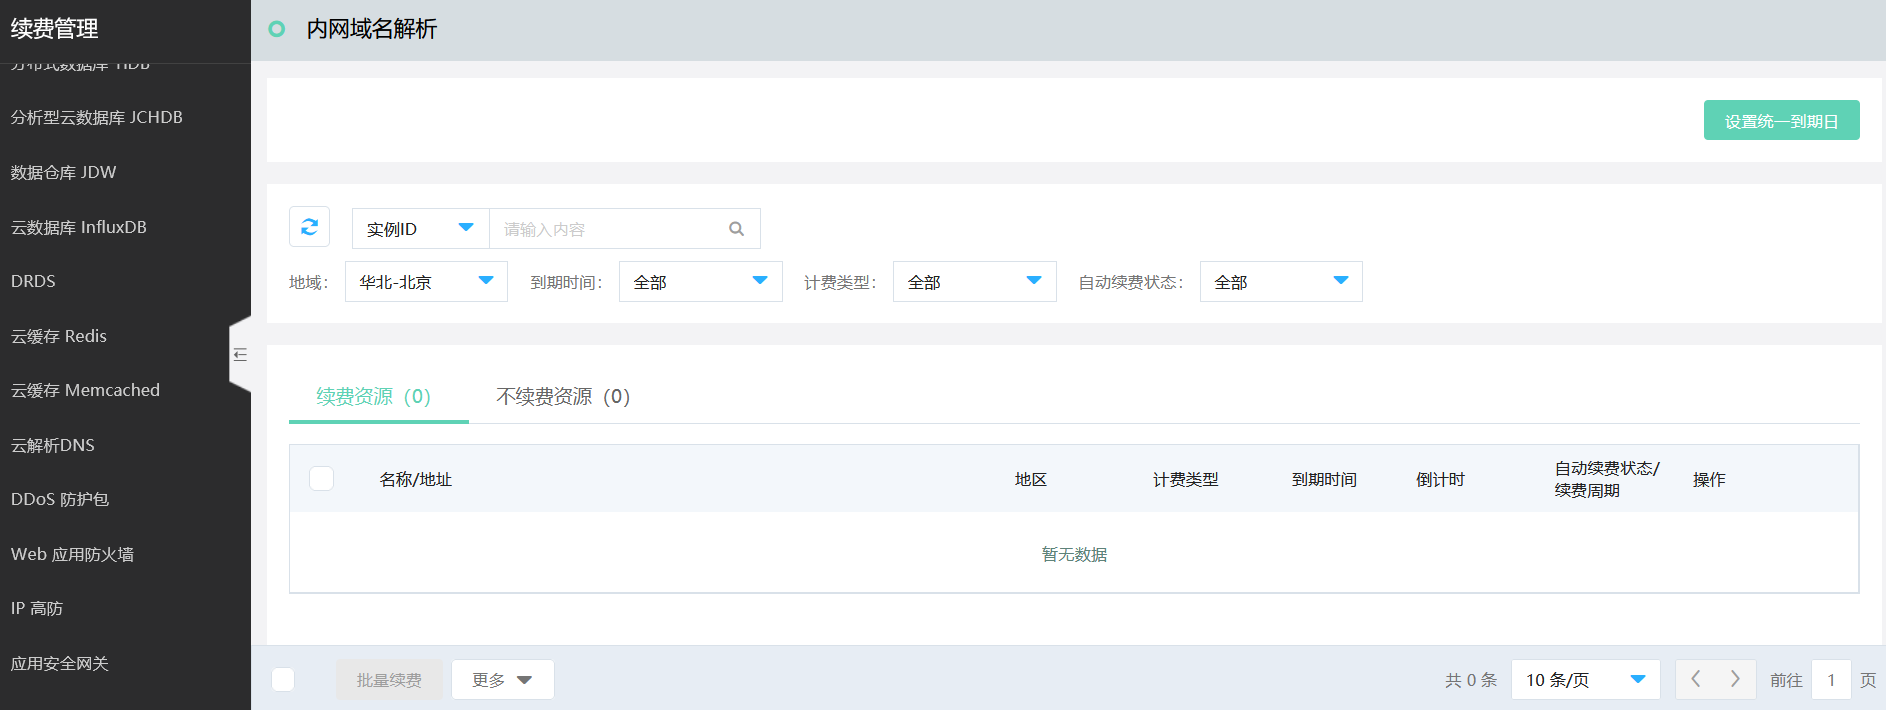 续费管理
分布式数据库 TiDB
分析型云数据库 JCHDB
数据仓库 JDW
云数据库 InfluxDB
DRDS
云缓存 Redis
云缓存 Memcached
云解析DNS
DDoS 防护包
Web 应用防火墙
IP 高防
应用安全网关
内网域名解析
设置统一到期日
实例ID 请输入内容
地域： 华北-北京 到期时间： 全部 计费类型： 全部 自动续费状态： 全部
续费资源（0） 不续费资源（0）
名称/地址 地区 计费类型 到期时间 倒计时 自动续费状态/ 操作
续费周期
暂无数据
批量续费 更多 共 0 条 10 条/页 前往 1 页